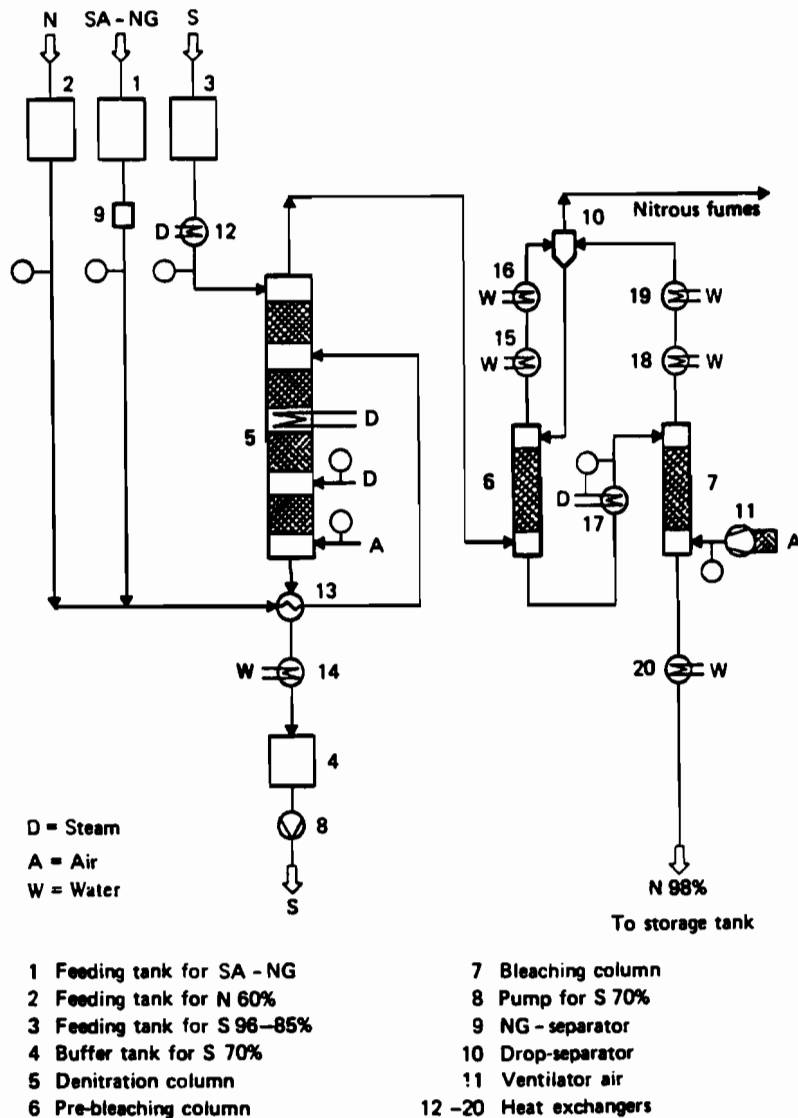 N SA - NG S
2 1 3
9
D 12
10
Nitrous fumes
16
W
19 W
15
W
18 W
5
D
D
A
6
D
17
7
11
A
13
W 14
20 W
4
8
S
N 98%
To storage tank
D = Steam
A = Air
W = Water
1 Feeding tank for SA - NG
2 Feeding tank for N 60%
3 Feeding tank for S 96-85%
4 Buffer tank for S 70%
5 Denitration column
6 Pre-bleaching column
7 Bleaching column
8 Pump for S 70%
9 NG - separator
10 Drop-separator
11 Ventilator air
12 -20 Heat exchangers